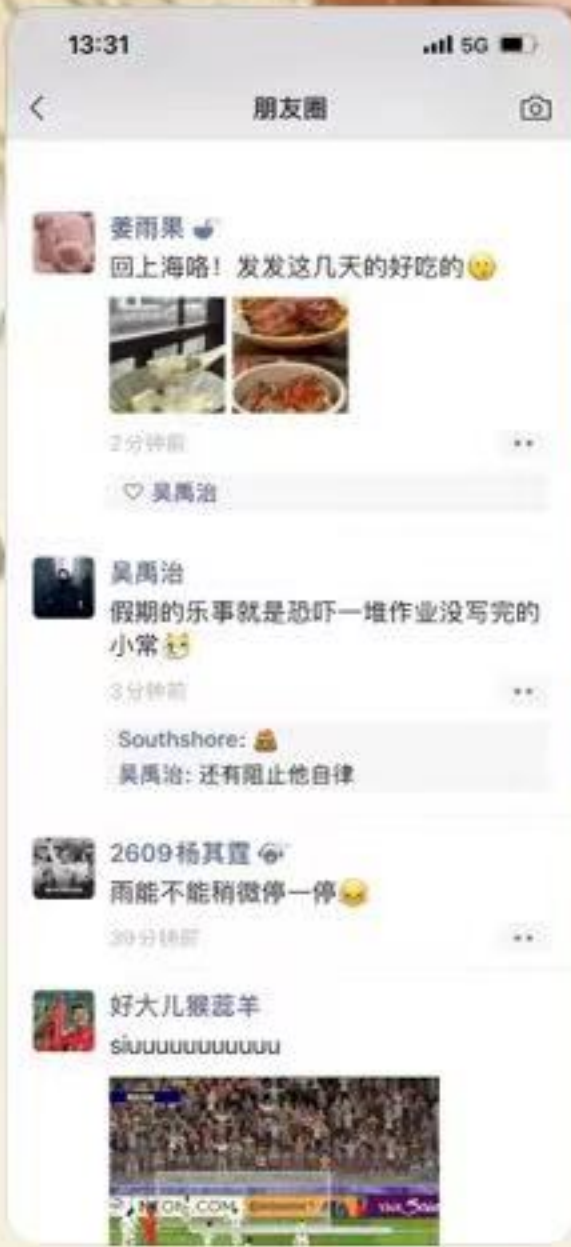 13:31
5G
朋友圈
姜雨果
回上海咯！发发这几天的好吃的
2分钟前
吴禹治
吴禹治
假期的乐事就是恐吓一堆作业没写完的
小常
3分钟前
Southshore:
吴禹治: 还有阻止他自律
2609杨其霆
雨能不能稍微停一停
39分钟前
好大儿猴蕊羊
siuuuuuuuuuuu